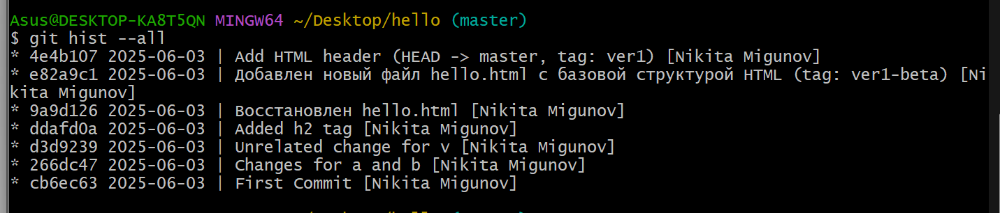 Asus@DESKTOP-KA8T5QN MINGW64 ~/Desktop/hello (master)
$ git hist --all
* 4e4b107 2025-06-03 | Add HTML header (HEAD -> master, tag: ver1) [Nikita Migunov]
* e82a9c1 2025-06-03 | Добавлен новый файл hello.html с базовой структурой HTML (tag: ver1-beta) [Ni
kita Migunov]
* 9a9d126 2025-06-03 | Восстановлен hello.html [Nikita Migunov]
* ddafd0a 2025-06-03 | Added h2 tag [Nikita Migunov]
* d3d9239 2025-06-03 | Unrelated change for v [Nikita Migunov]
* 266dc47 2025-06-03 | Changes for a and b [Nikita Migunov]
* cb6ec63 2025-06-03 | First Commit [Nikita Migunov]